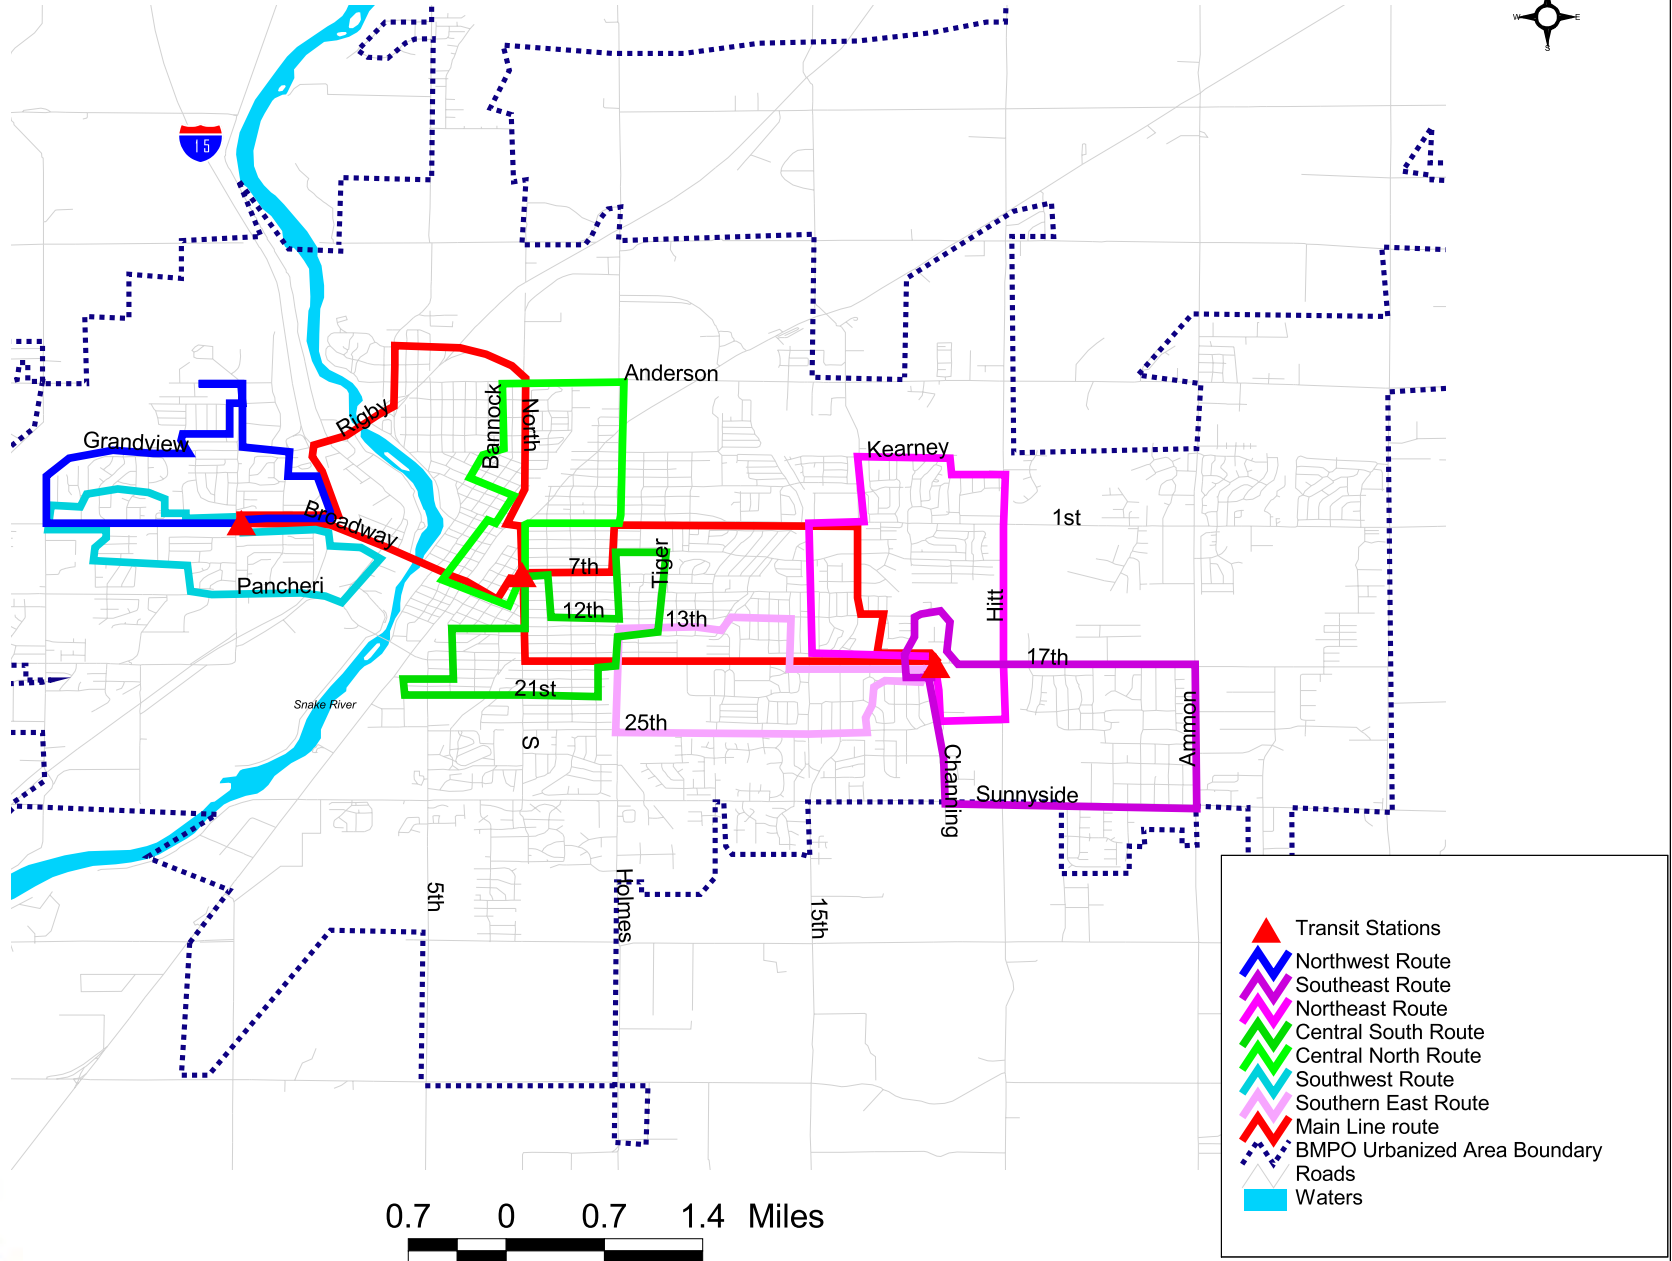 W E
S
15
Anderson
Bannock
North
Rigby
Grandview
Kearney
Broadway
1st
7th
Tiger
Pancheri
12th
13th
Hitt
17th
21st
Snake River
25th
S
Ammon
Channing
Sunnyside
5th
Holmes
15th
Transit Stations
Northwest Route
Southeast Route
Northeast Route
Central South Route
Central North Route
Southwest Route
Southern East Route
Main Line route
BMPO Urbanized Area Boundary
Roads
Waters
0.7 0 0.7 1.4 Miles